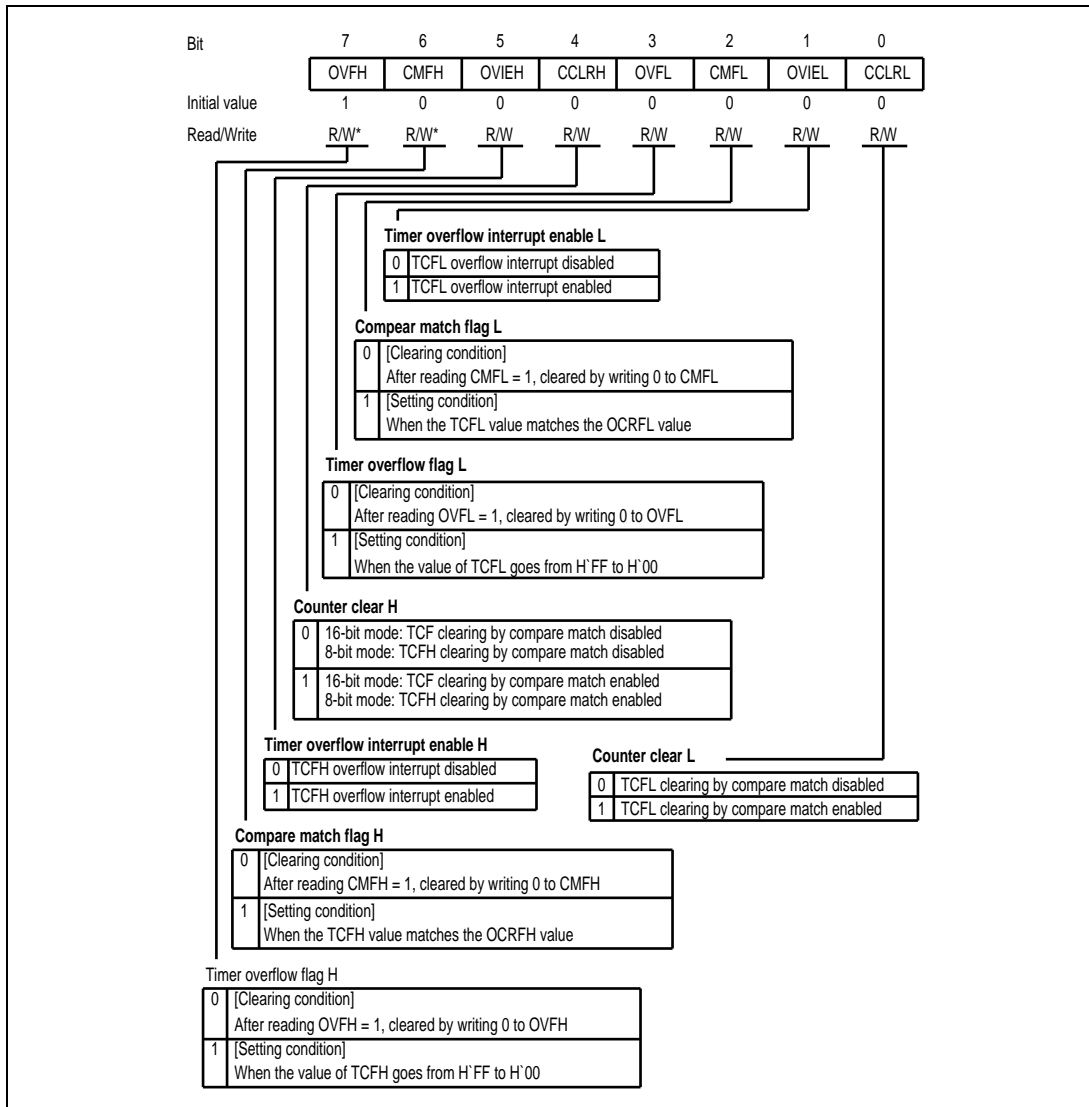 Bit 7 6 5 4 3 2 1 0
OVFH CMFH OVIEH CCLRH OVFL CMFL OVIEL CCLRL
Initial value 1 0 0 0 0 0 0 0
Read/Write R/W* R/W* R/W R/W R/W R/W R/W R/W
Timer overflow interrupt enable L
0 TCFL overflow interrupt disabled
1 TCFL overflow interrupt enabled
Compear match flag L
0 [Clearing condition]
After reading CMFL = 1, cleared by writing 0 to CMFL
1 [Setting condition]
When the TCFL value matches the OCRFL value
Timer overflow flag L
0 [Clearing condition]
After reading OVFL = 1, cleared by writing 0 to OVFL
1 [Setting condition]
When the value of TCFL goes from H`FF to H`00
Counter clear H
0 16-bit mode: TCF clearing by compare match disabled
8-bit mode: TCFH clearing by compare match disabled
1 16-bit mode: TCF clearing by compare match enabled
8-bit mode: TCFH clearing by compare match enabled
Timer overflow interrupt enable H
0 TCFH overflow interrupt disabled
1 TCFH overflow interrupt enabled
Counter clear L
0 TCFL clearing by compare match disabled
1 TCFL clearing by compare match enabled
Compare match flag H
0 [Clearing condition]
After reading CMFH = 1, cleared by writing 0 to CMFH
1 [Setting condition]
When the TCFH value matches the OCRFH value
Timer overflow flag H
0 [Clearing condition]
After reading OVFH = 1, cleared by writing 0 to OVFH
1 [Setting condition]
When the value of TCFH goes from H`FF to H`00